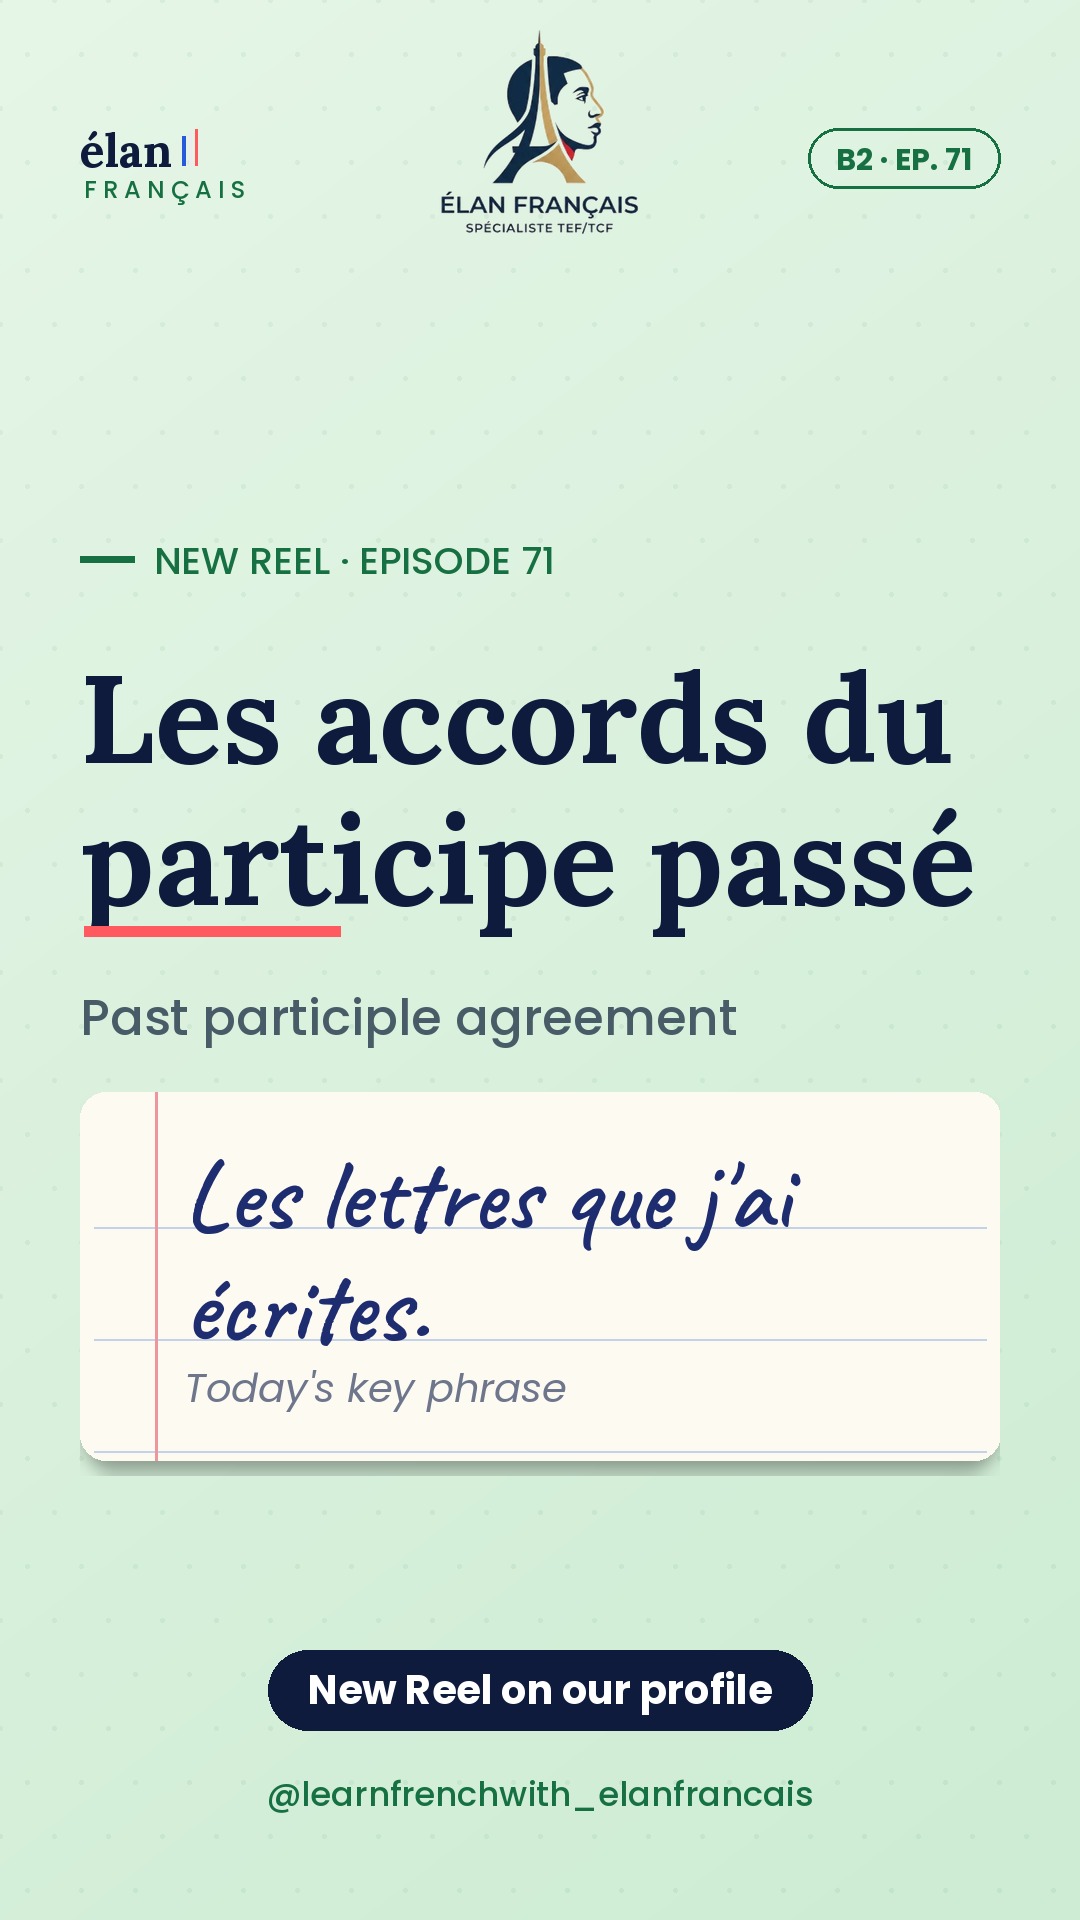 élan
FRANÇAIS
ÉLAN FRANÇAIS
SPÉCIALISTE TEF/TCF
B2 · EP. 71
NEW REEL · EPISODE 71
Les accords du
participe passé
Past participle agreement
Les lettres que j'ai
écrites.
Today's key phrase
New Reel on our profile
@learnfrenchwith_elanfrancais